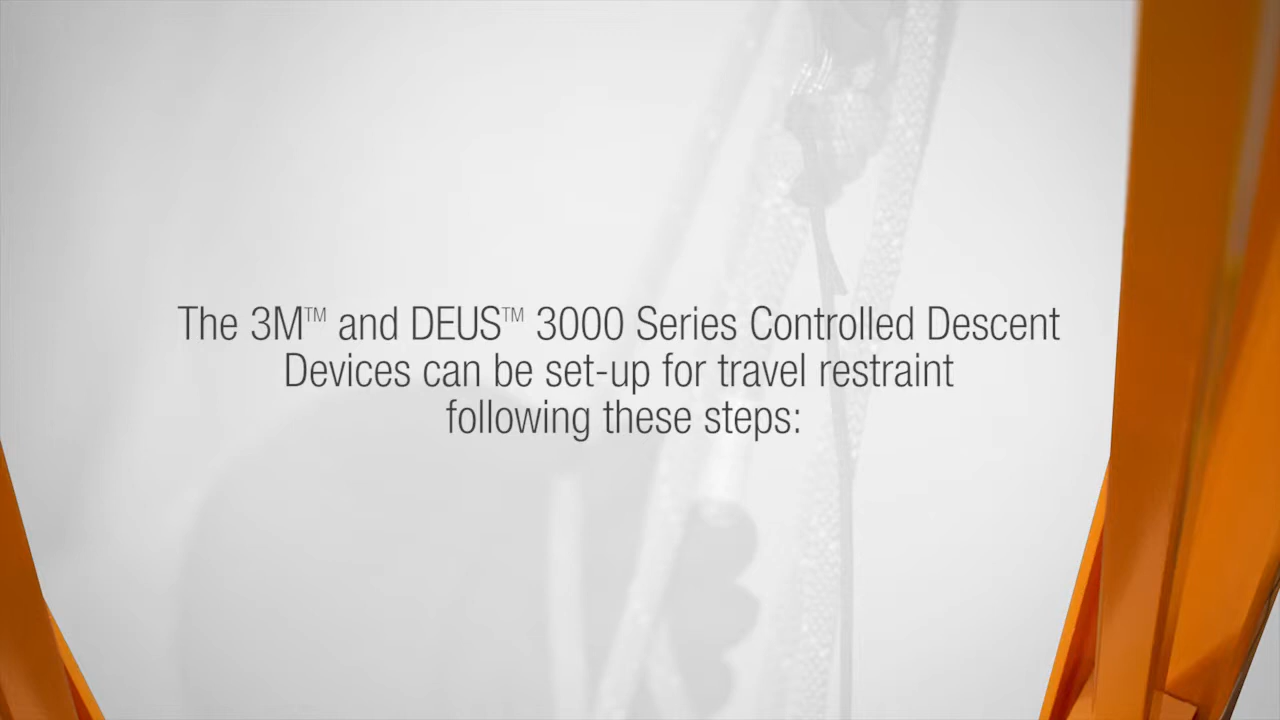 The 3M™ and DEUS™ 3000 Series Controlled Descent
Devices can be set-up for travel restraint
following these steps: